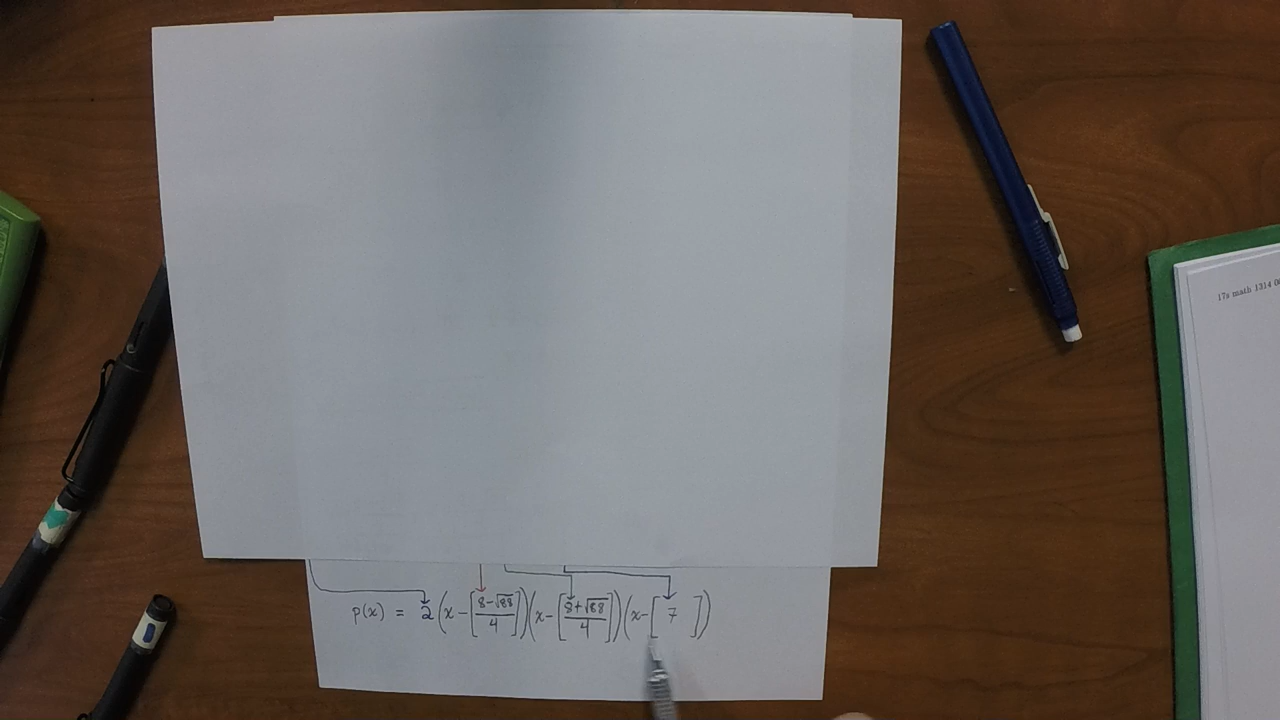 p(x) = 2(x-[8-√88/4])(x-[8+√88/4])(x-[7])
17s math 1314